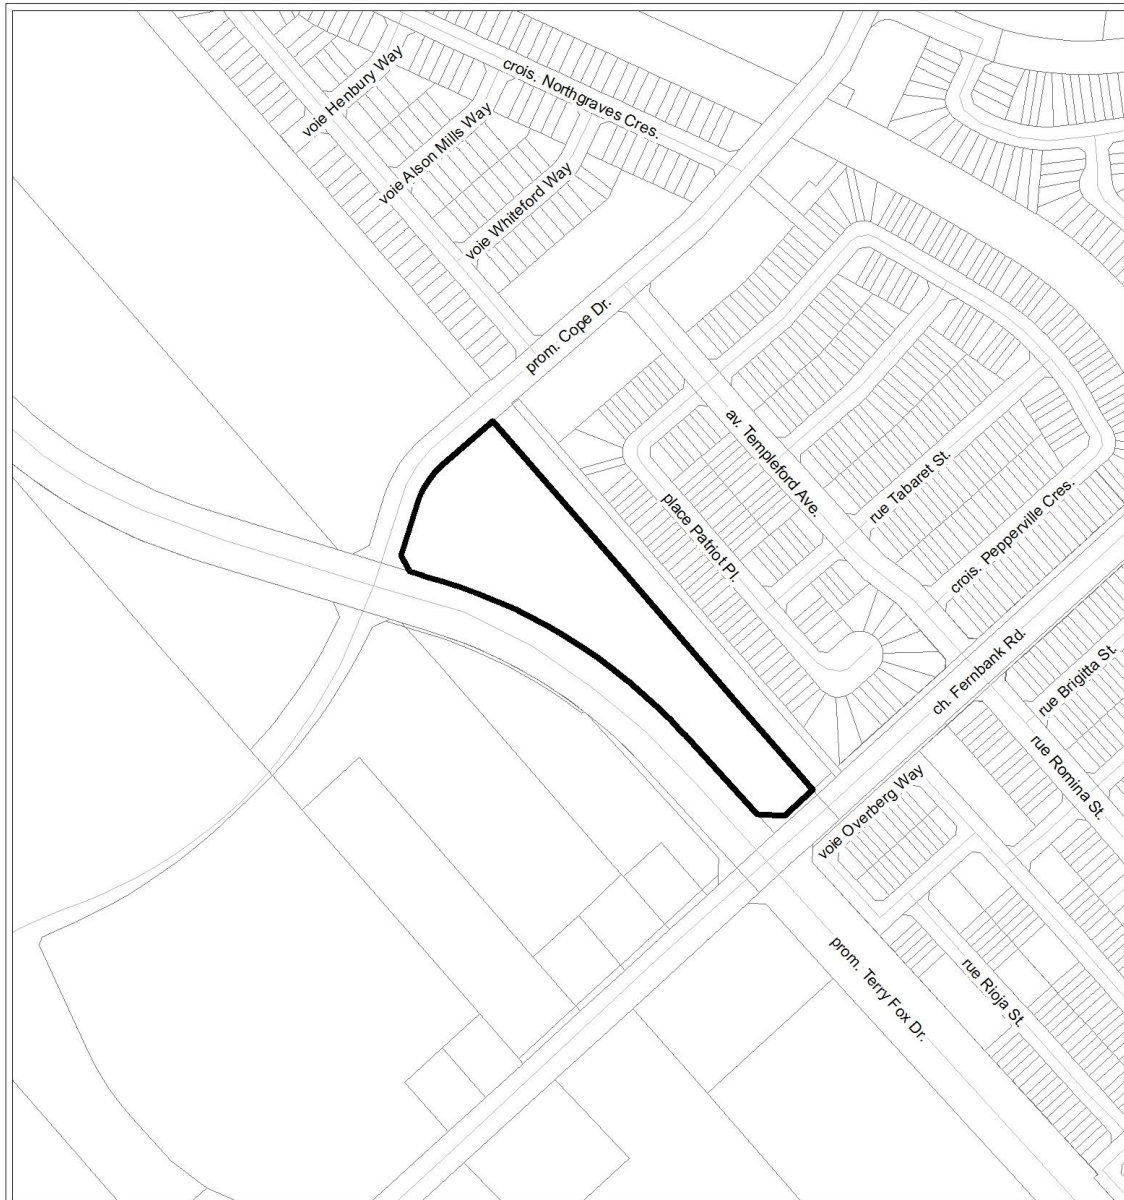 voie Henbury Way
crois. Northgraves Cres.
voie Alson Mills Way
voie Whiteford Way
prom. Cope Dr.
av. Templeford Ave.
rue Tabaret St.
place Patriot Pl.
crois. Pepperville Cres.
ch. Fernbank Rd.
rue Brigitta St.
rue Romina St.
voie Overberg Way
prom. Terry Fox Dr.
rue Rioja St.